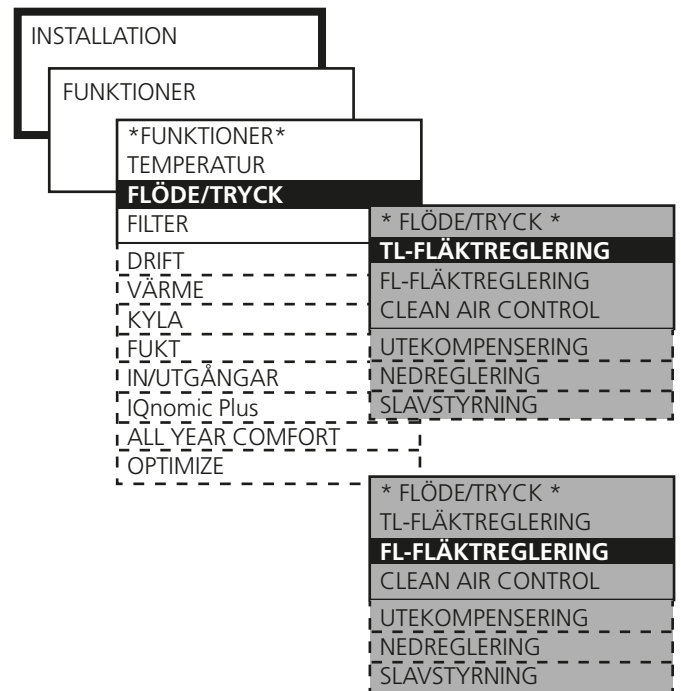 INSTALLATION
FUNKTIONER
*FUNKTIONER*
TEMPERATUR
FLÖDE/TRYCK
FILTER
DRIFT
VÄRME
KYLA
FUKT
IN/UTGÅNGAR
IQnomic Plus
ALL YEAR COMFORT
OPTIMIZE
* FLÖDE/TRYCK *
TL-FLÄKTREGLERING
FL-FLÄKTREGLERING
CLEAN AIR CONTROL
UTEKOMPENSERING
NEDREGLERING
SLAVSTYRNING
* FLÖDE/TRYCK *
TL-FLÄKTREGLERING
FL-FLÄKTREGLERING
CLEAN AIR CONTROL
UTEKOMPENSERING
NEDREGLERING
SLAVSTYRNING